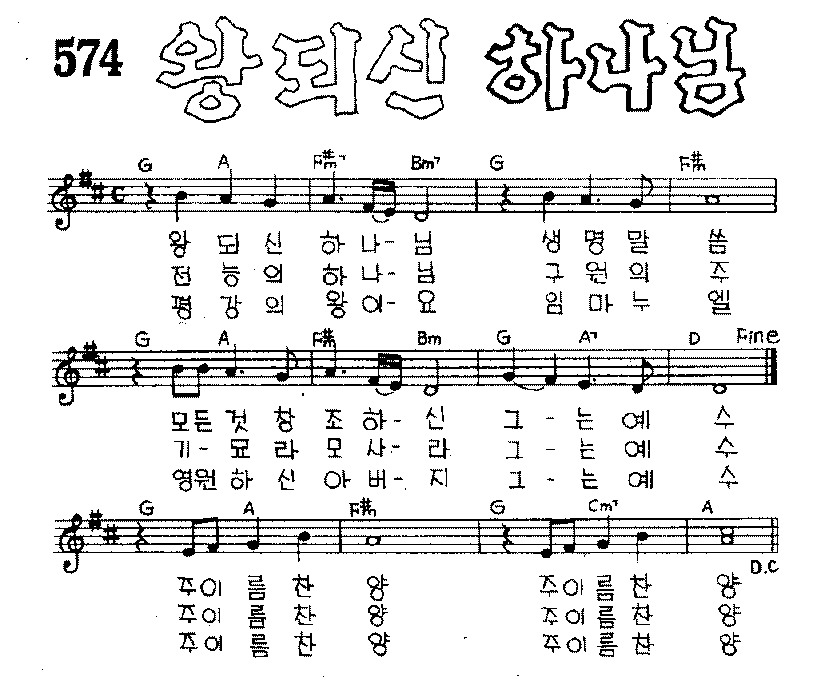 574 왕되신 하나님
G A F#m7 Bm7 G F#m
왕 되 신 하 나- 님 생 명 말 씀
전 능 의 하 나- 님 구 원 의 주
평 강 의 왕 이- 요 임 마 누 엘
G A F#m Bm G A7 D Fine
모든 것 창 조 하- 신 그 - 는 예 수
기- 묘 라 모 사- 라 그 - 는 예 수
영원 하 신 아 버- 지 그 - 는 예 수
G A F#m G Cm7 A
D.C
주이 름 찬 양 주이 름 찬 양
주이 름 찬 양 주이 름 찬 양
주이 름 찬 양 주이 름 찬 양